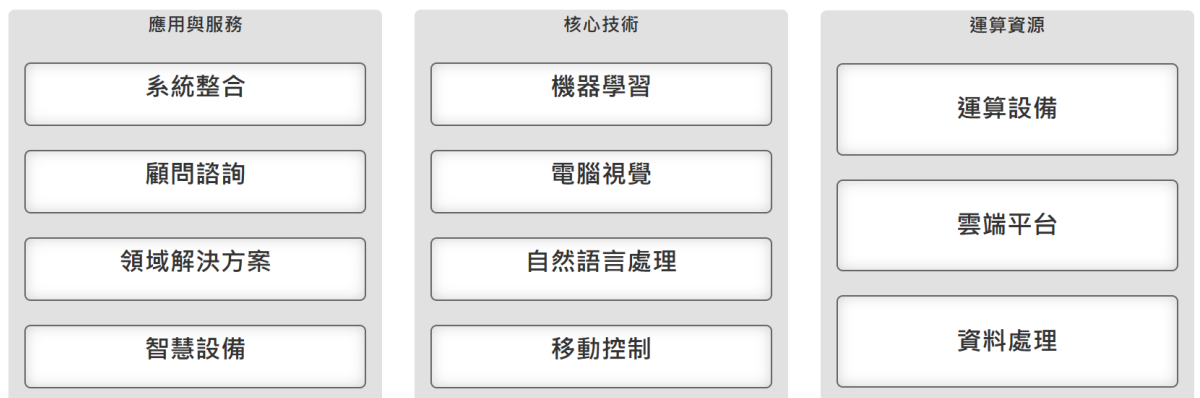 應用與服務
系統整合
顧問諮詢
領域解決方案
智慧設備
核心技術
機器學習
電腦視覺
自然語言處理
移動控制
運算資源
運算設備
雲端平台
資料處理